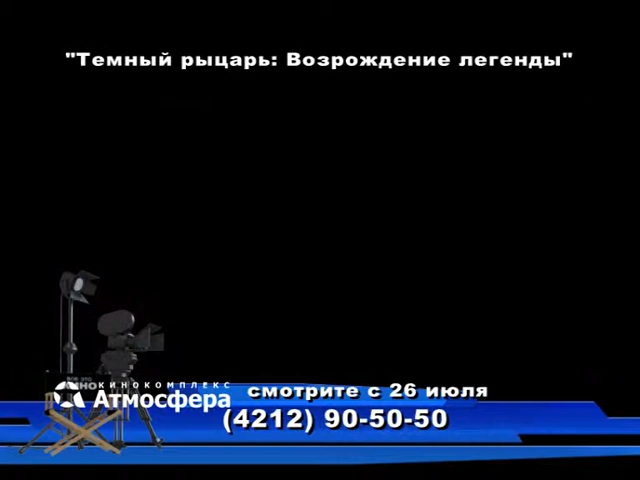 "Темный рыцарь: Возрождение легенды"
КИНОКОМПЛЕКС
Атмосфера
смотрите с 26 июля
(4212) 90-50-50